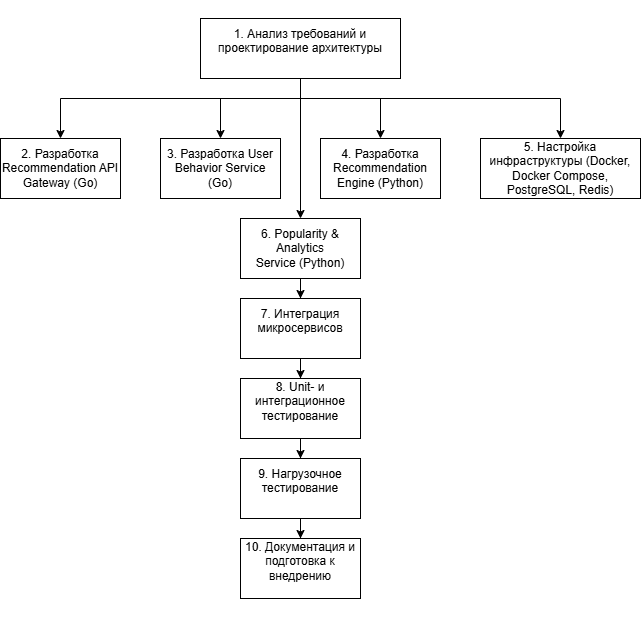 1. Анализ требований и
проектирование архитектуры
2. Разработка
Recommendation API
Gateway (Go)
3. Разработка User
Behavior Service
(Go)
4. Разработка
Recommendation
Engine (Python)
5. Настройка
инфраструктуры (Docker,
Docker Compose,
PostgreSQL, Redis)
6. Popularity &
Analytics
Service (Python)
7. Интеграция
микросервисов
8. Unit- и
интеграционное
тестирование
9. Нагрузочное
тестирование
10. Документация и
подготовка к
внедрению